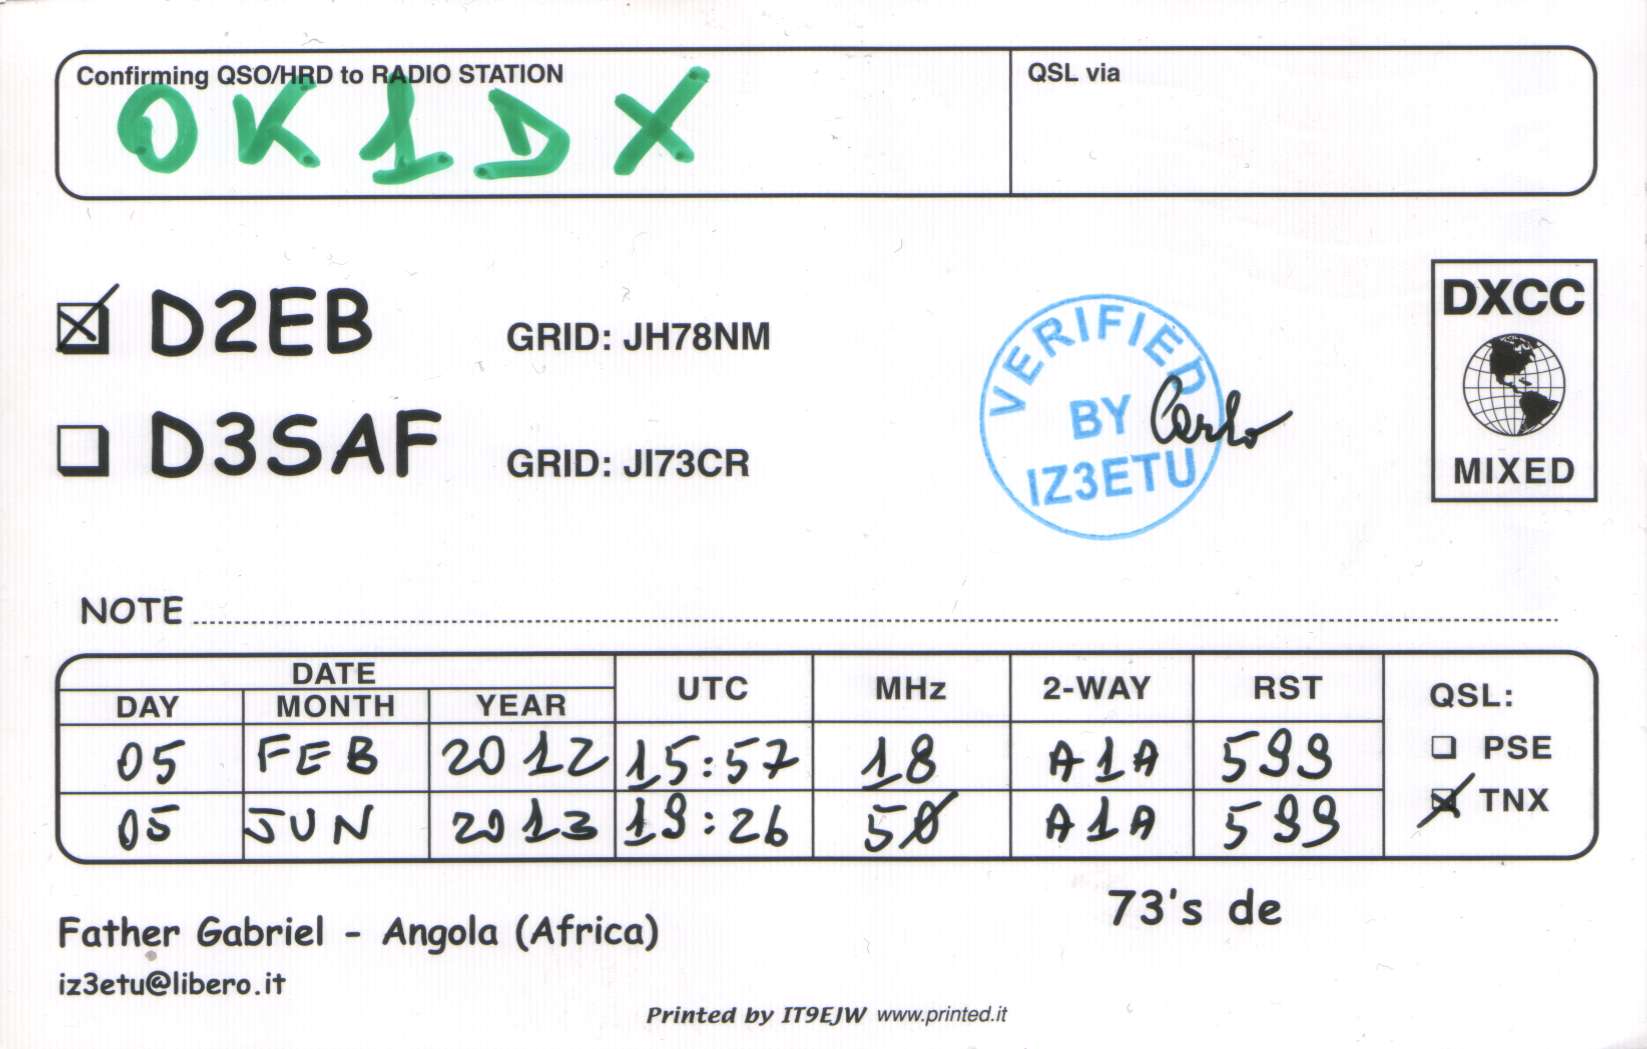 Confirming QSO/HRD to RADIO STATION
QSL via
OK1DX
D2EB GRID: JH78NM
D3SAF GRID: JI73CR
VERIFIED
BY Carlo
IZ3ETU
DXCC
MIXED
NOTE
DATE
DAY MONTH YEAR UTC MHz 2-WAY RST
05 FEB 2012 15:57 18 A1A 599
05 JUN 2013 19:26 50 A1A 599
QSL:
PSE
TNX
73's de
Father Gabriel - Angola (Africa)
iz3etu@libero.it
Printed by IT9EJW www.printed.it